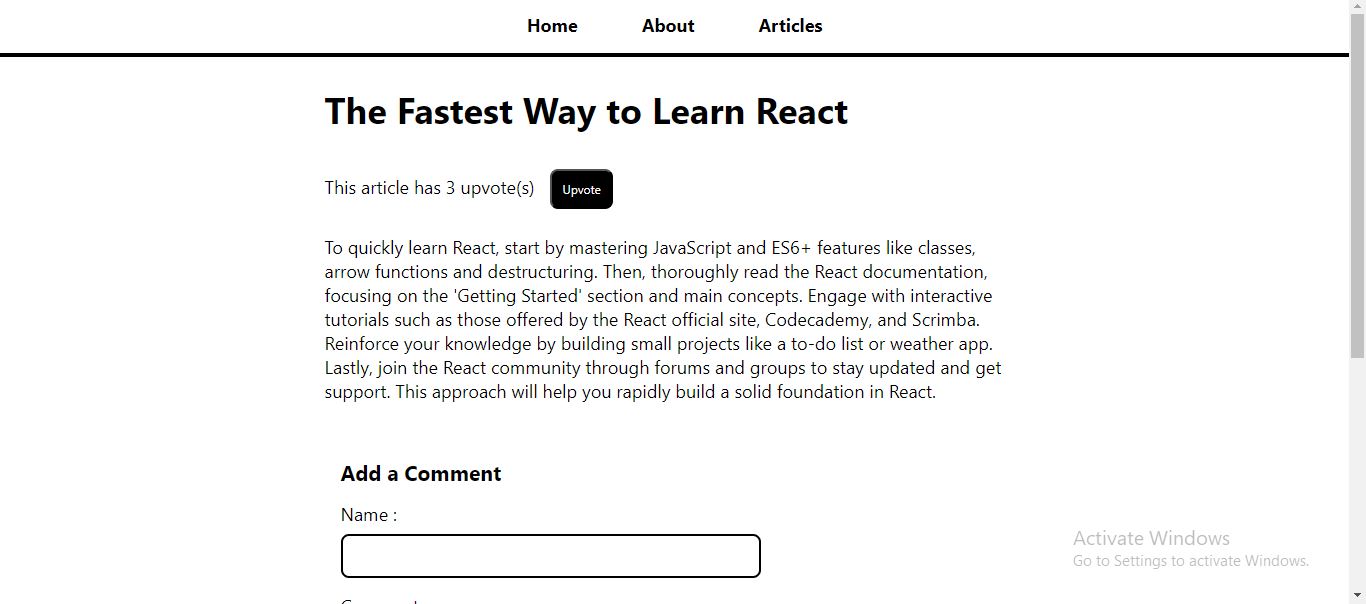 Home About Articles
The Fastest Way to Learn React
This article has 3 upvote(s) Upvote
To quickly learn React, start by mastering JavaScript and ES6+ features like classes,
arrow functions and destructuring. Then, thoroughly read the React documentation,
focusing on the 'Getting Started' section and main concepts. Engage with interactive
tutorials such as those offered by the React official site, Codecademy, and Scrimba.
Reinforce your knowledge by building small projects like a to-do list or weather app.
Lastly, join the React community through forums and groups to stay updated and get
support. This approach will help you rapidly build a solid foundation in React.
Add a Comment
Name :
Activate Windows
Go to Settings to activate Windows.